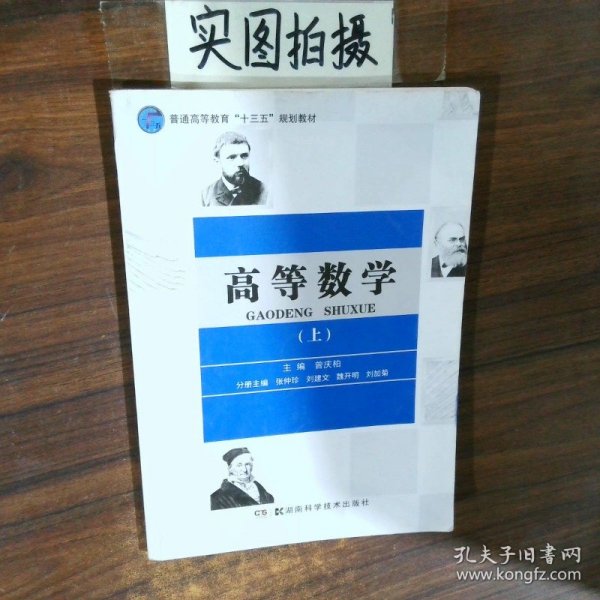 实图拍摄
普通高等教育“十三五”规划教材
高等数学
GAODENG SHUXUE
（上）
主编 曾庆柏
分册主编 张仲珍 刘建文 魏开明 刘加菊
湖南科学技术出版社
孔夫子旧书网
www.kongfz.com